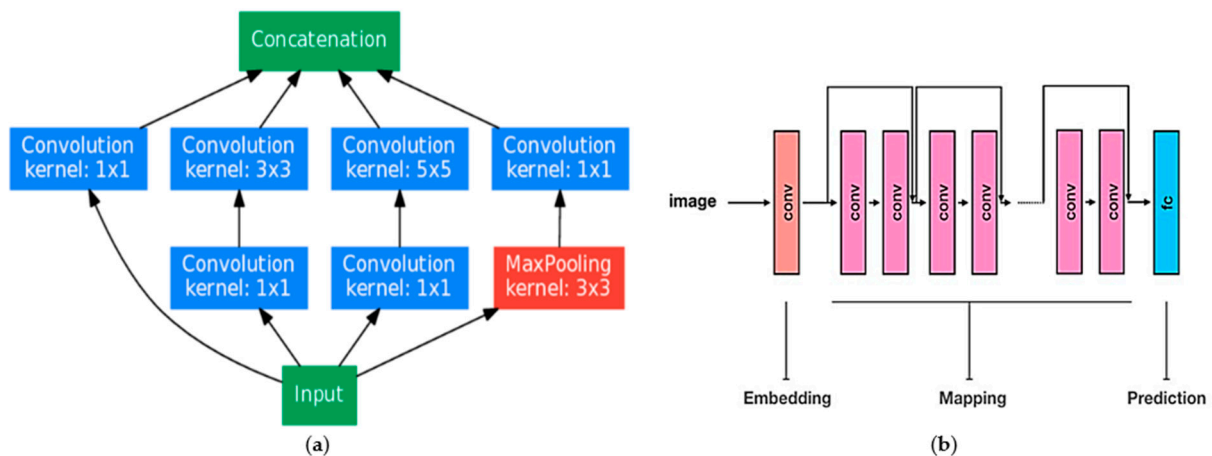 Concatenation
Convolution
kernel: 1x1
Convolution
kernel: 3x3
Convolution
kernel: 5x5
Convolution
kernel: 1x1
Convolution
kernel: 1x1
Convolution
kernel: 1x1
MaxPooling
kernel: 3x3
Input
(a)
image
conv
conv
conv
conv
conv
conv
conv
fc
Embedding
Mapping
Prediction
(b)